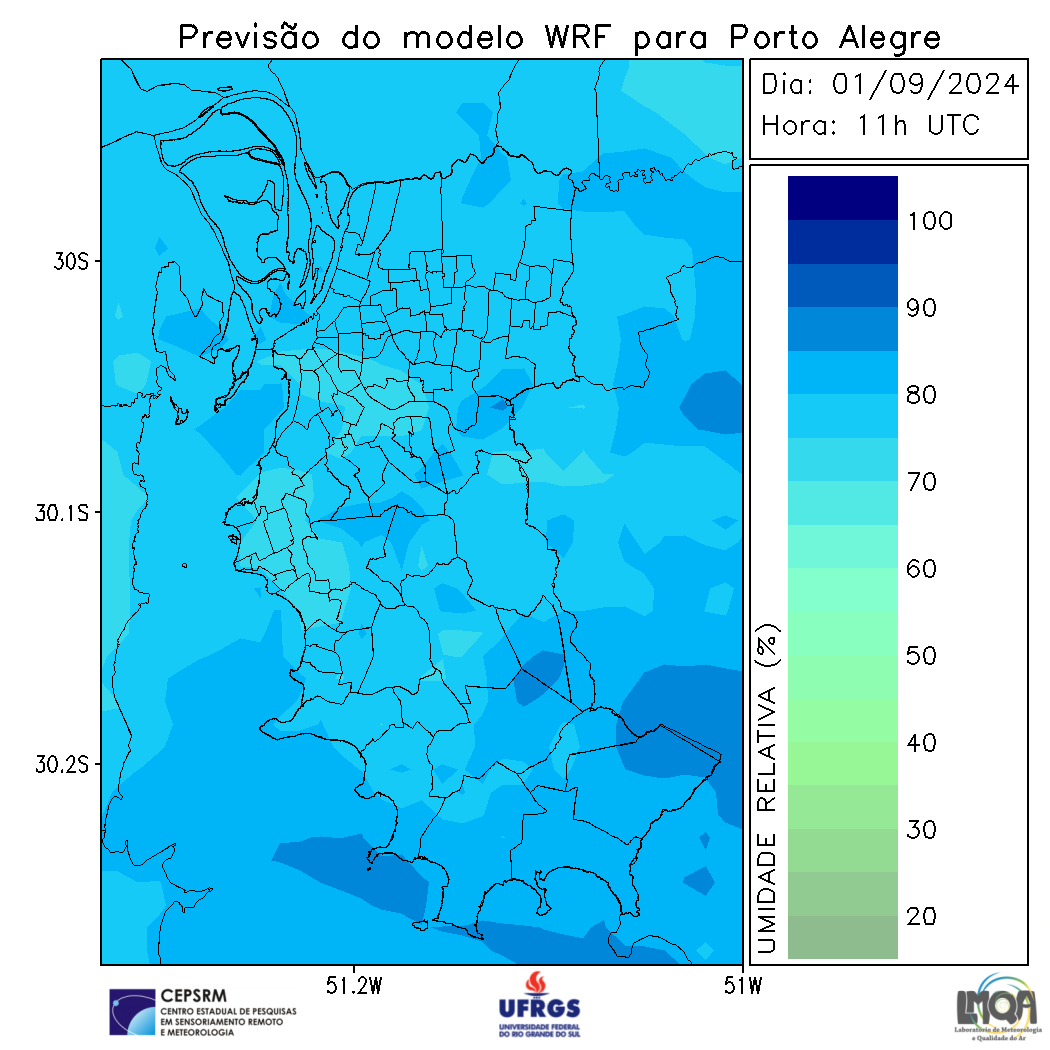 Previsão do modelo WRF para Porto Alegre
Dia: 01/09/2024
Hora: 11h UTC
100
90
80
70
60
50
40
30
20
UMIDADE RELATIVA (%)
30S
30.1S
30.2S
51.2W
51W
CEPSRM
CENTRO ESTADUAL DE PESQUISAS
EM SENSORIAMENTO REMOTO
E METEOROLOGIA
UFRGS
UNIVERSIDADE FEDERAL
DO RIO GRANDE DO SUL
LMQA
Laboratório de Meteorologia
e Qualidade do Ar